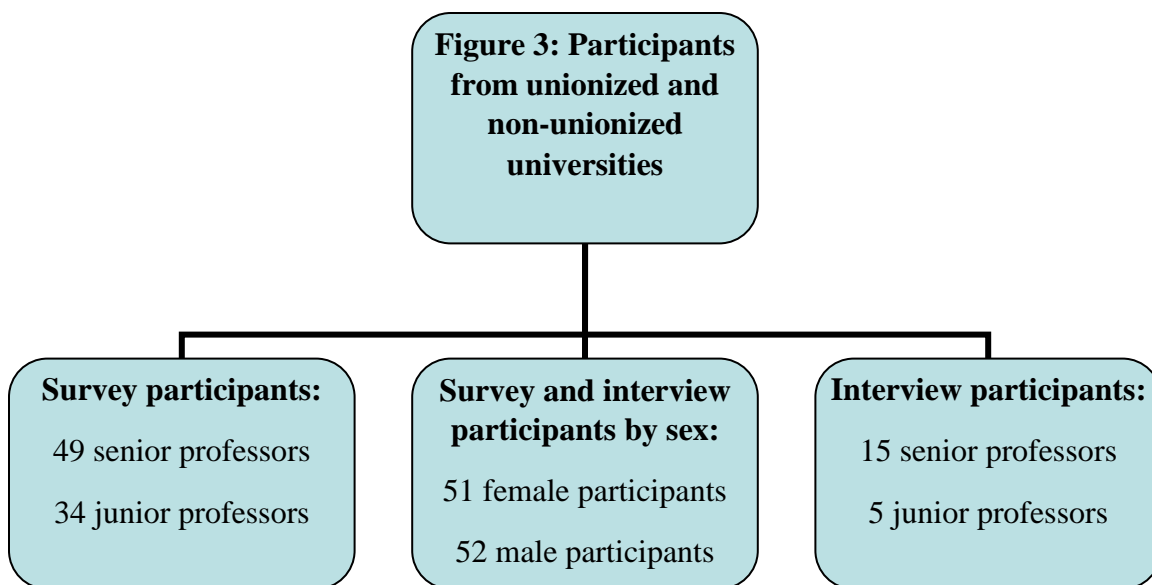 Figure 3: Participants
from unionized and
non-unionized
universities
Survey participants:
49 senior professors
34 junior professors
Survey and interview
participants by sex:
51 female participants
52 male participants
Interview participants:
15 senior professors
5 junior professors